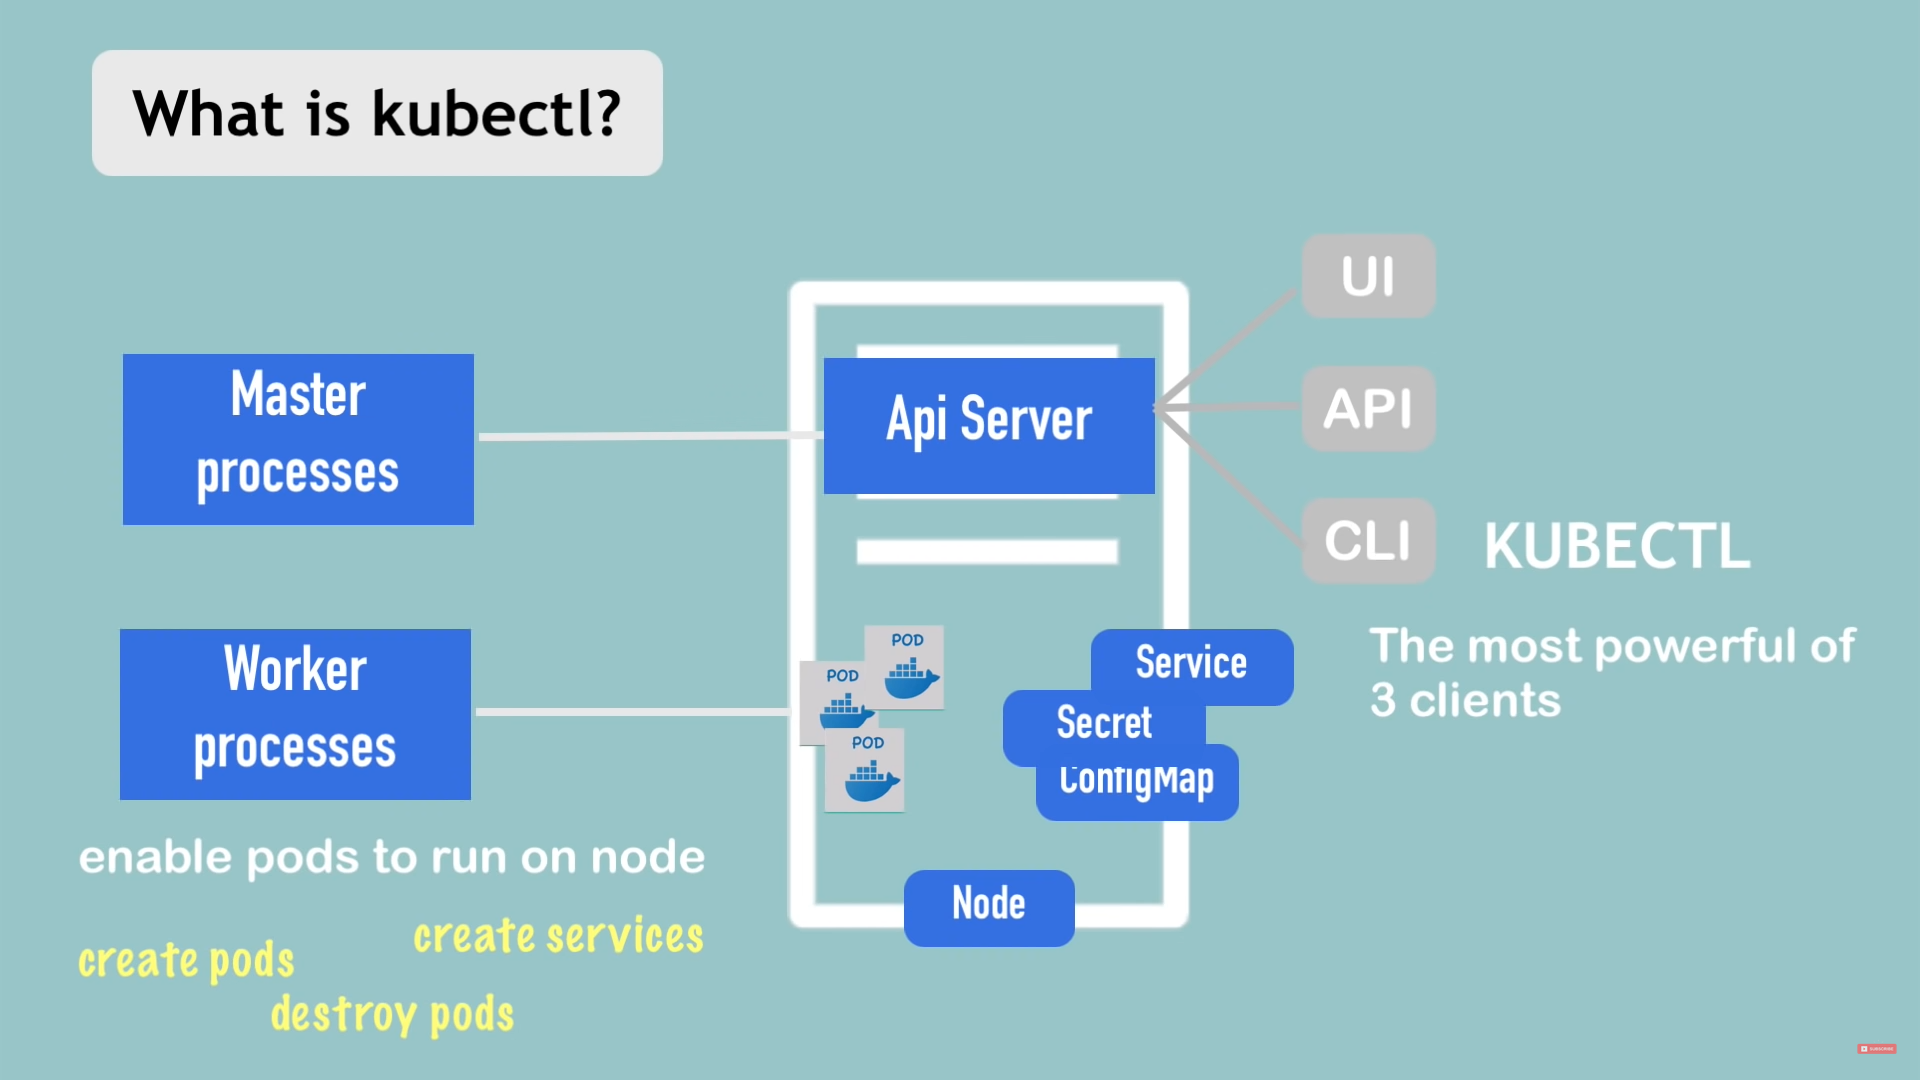 What is kubectl?
UI
Master
processes
Api Server
API
CLI
KUBECTL
Worker
processes
POD
POD
POD
Service
Secret
ConfigMap
The most powerful of
3 clients
enable pods to run on node
Node
create services
create pods
destroy pods
SUBSCRIBE